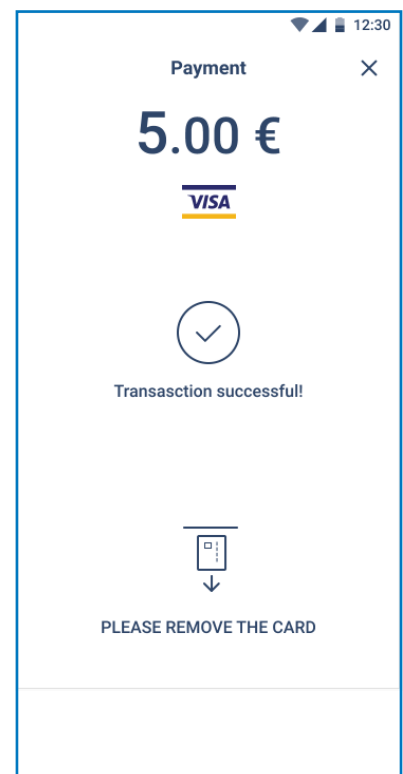 12:30
Payment
5.00 €
VISA
Transasction successful!
PLEASE REMOVE THE CARD